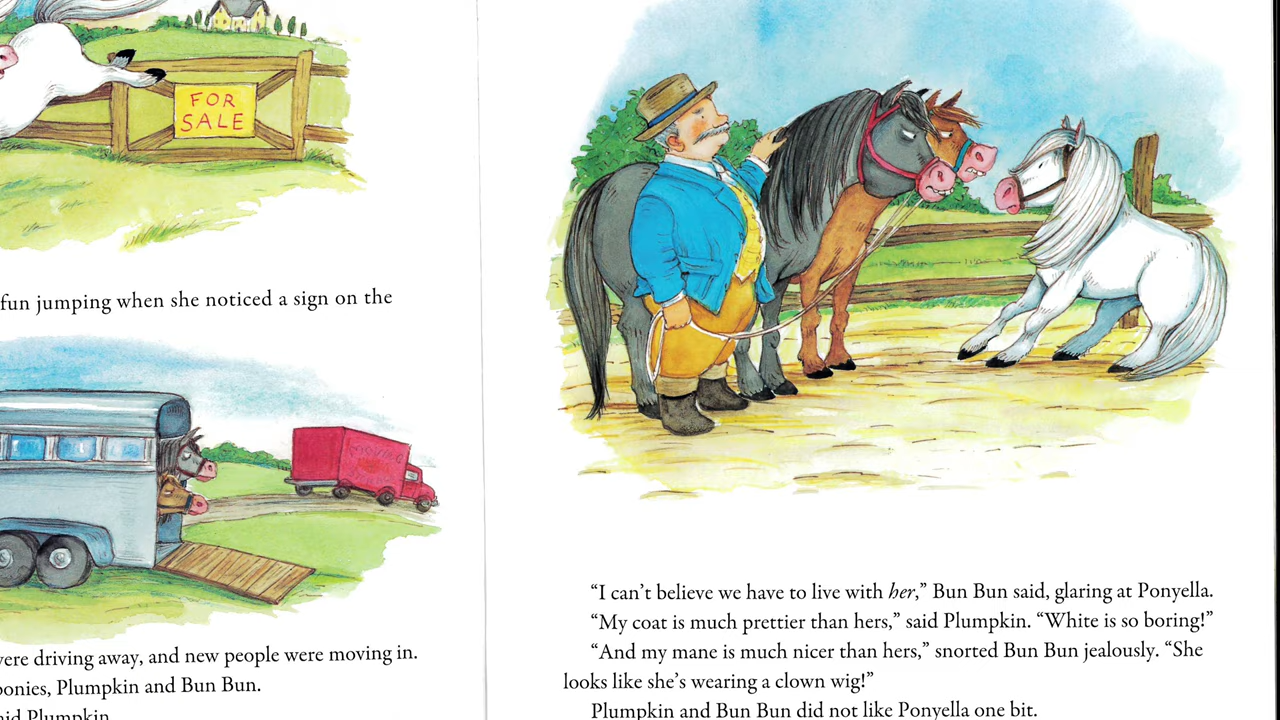 FOR
SALE
fun jumping when she noticed a sign on the
were driving away, and new people were moving in.
ponies, Plumpkin and Bun Bun.
said Plumpkin.
“I can’t believe we have to live with her,” Bun Bun said, glaring at Ponyella.
“My coat is much prettier than hers,” said Plumpkin. “White is so boring!”
“And my mane is much nicer than hers,” snorted Bun Bun jealously. “She
looks like she’s wearing a clown wig!”
Plumpkin and Bun Bun did not like Ponyella one bit.